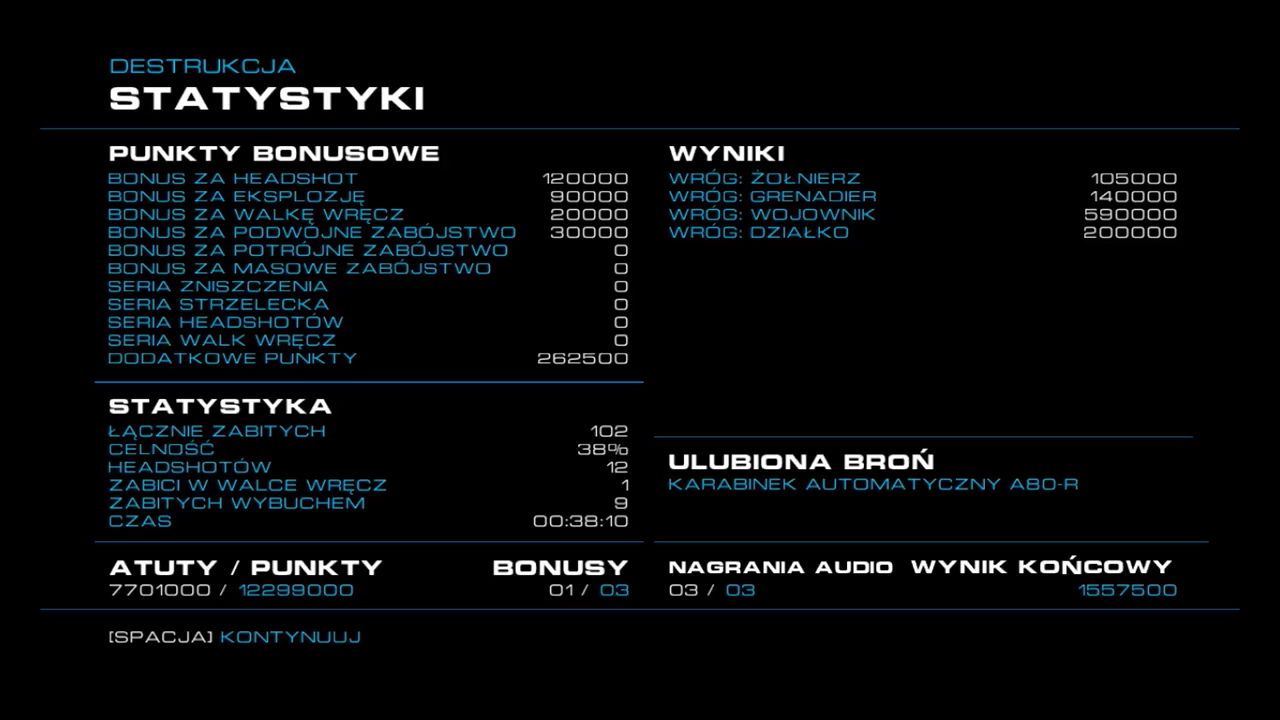 DESTRUKCJA
STATYSTYKI
PUNKTY BONUSOWE
BONUS ZA HEADSHOT 120000
BONUS ZA EKSPLOZJĘ 90000
BONUS ZA WALKĘ WRĘCZ 20000
BONUS ZA PODWÓJNE ZABÓJSTWO 30000
BONUS ZA POTRÓJNE ZABÓJSTWO 0
BONUS ZA MASOWE ZABÓJSTWO 0
SERIA ZNISZCZENIA 0
SERIA STRZELECKA 0
SERIA HEADSHOTÓW 0
SERIA WALK WRĘCZ 0
DODATKOWE PUNKTY 262500
WYNIKI
WRÓG: ŻOŁNIERZ 105000
WRÓG: GRENADIER 140000
WRÓG: WOJOWNIK 590000
WRÓG: DZIAŁKO 200000
STATYSTYKA
ŁĄCZNIE ZABITYCH 102
CELNOŚĆ 38%
HEADSHOTÓW 12
ZABICI W WALCE WRĘCZ 1
ZABITYCH WYBUCHEM 9
CZAS 00:38:10
ULUBIONA BROŃ
KARABINEK AUTOMATYCZNY A80-R
ATUTY / PUNKTY BONUSY
7701000 / 12299000 01 / 03
NAGRANIA AUDIO WYNIK KOŃCOWY
03 / 03 1557500
[SPACJA] KONTYNUUJ